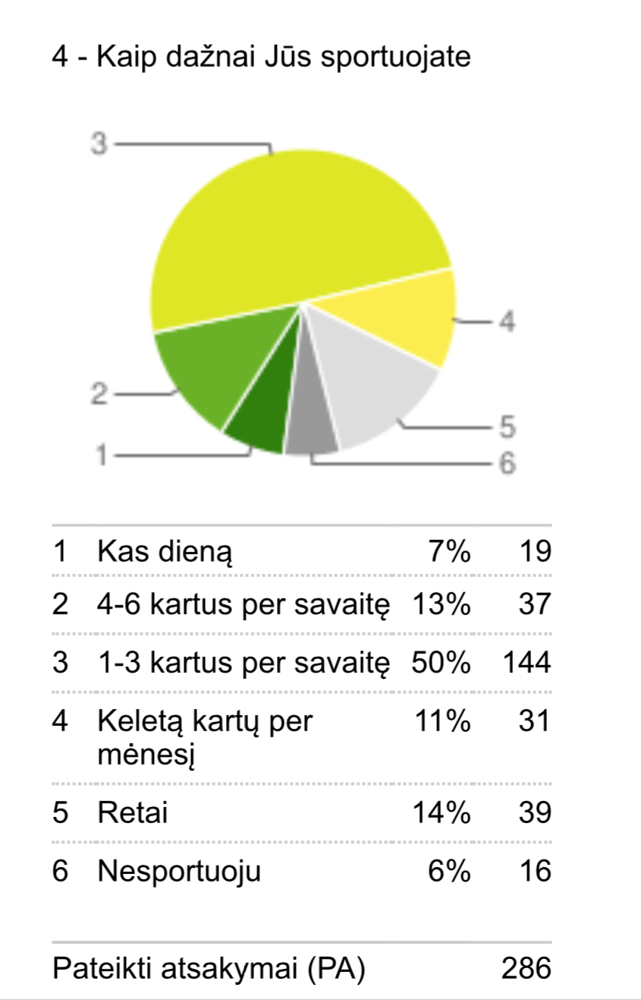 4 - Kaip dažnai Jūs sportuojate
3
4
2
5
1
6
1 Kas dieną 7% 19
2 4-6 kartus per savaitę 13% 37
3 1-3 kartus per savaitę 50% 144
4 Keletą kartų per 11% 31
mėnesį
5 Retai 14% 39
6 Nesportuoju 6% 16
Pateikti atsakymai (PA) 286